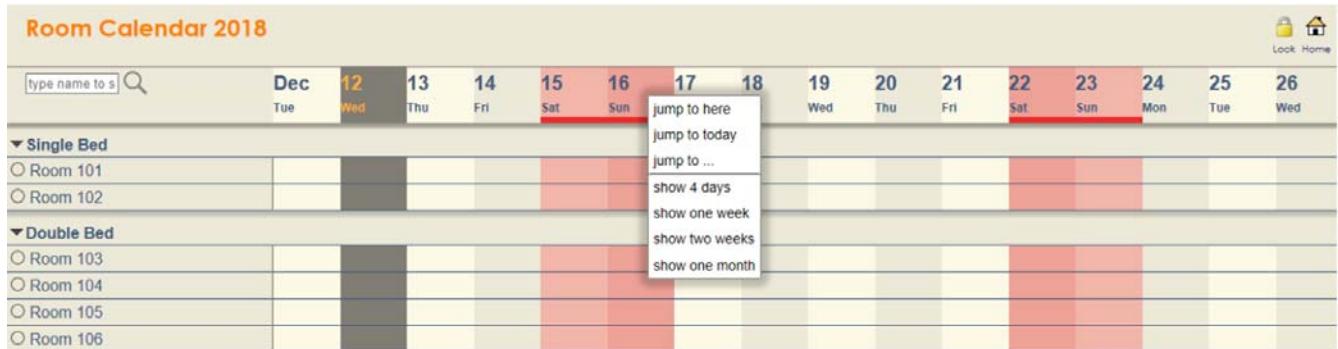 Room Calendar 2018
Lock Home
type name to s
Dec 12 13 14 15 16 17 18 19 20 21 22 23 24 25 26
Tue Wed Thu Fri Sat Sun Wed Thu Fri Sat Sun Mon Tue Wed
jump to here
jump to today
jump to ...
show 4 days
show one week
show two weeks
show one month
Single Bed
Room 101
Room 102
Double Bed
Room 103
Room 104
Room 105
Room 106